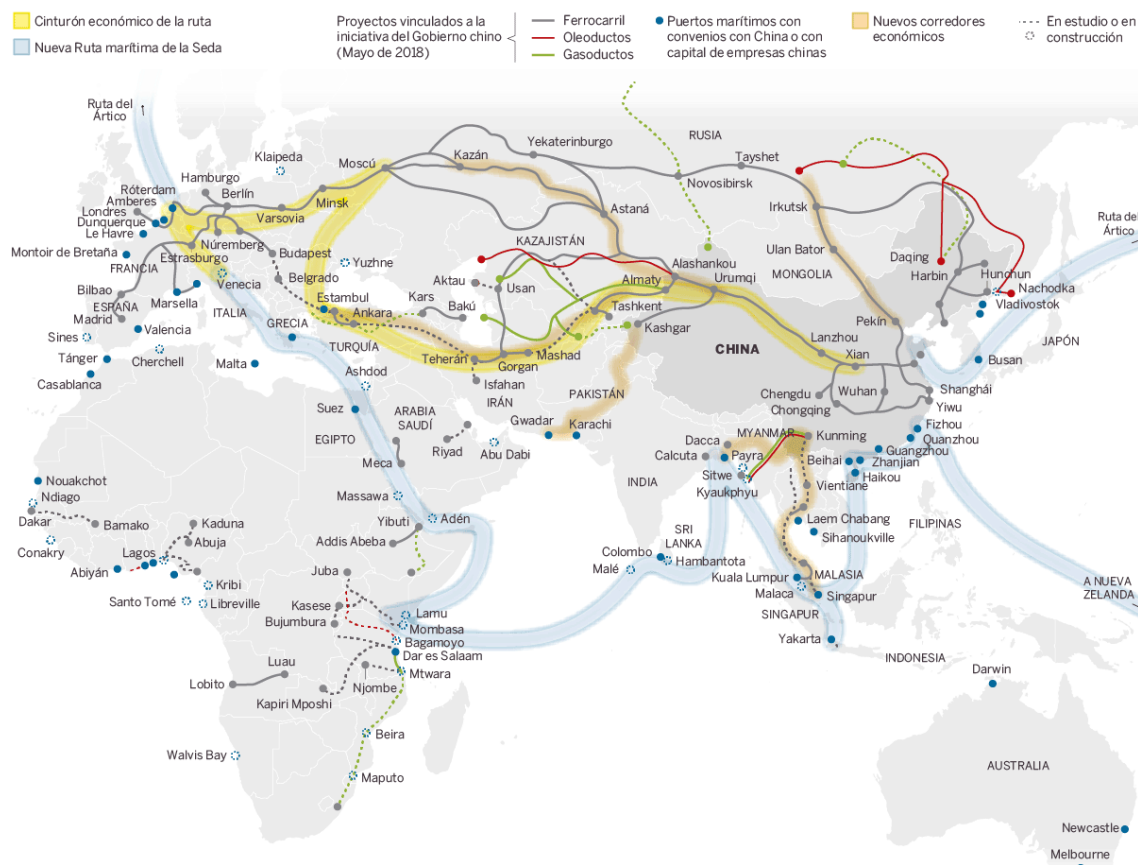 Cinturón económico de la ruta
Nueva Ruta marítima de la Seda
Proyectos vinculados a la
iniciativa del Gobierno chino
(Mayo de 2018)
Ferrocarril
Oleoductos
Gasoductos
Puertos marítimos con
convenios con China o con
capital de empresas chinas
Nuevos corredores
económicos
En estudio o en
construcción
Ruta del
Ártico
Klaipeda
Hamburgo
Berlín
Róterdam
Amberes
Londres
Dunquerque
Le Havre
Montoir de Bretaña
FRANCIA
Estrasburgo
Núremberg
Varsovia
Minsk
Moscú
Kazán
Yekaterinburgo
RUSIA
Tayshet
Novosibirsk
Irkutsk
Astaná
KAZAJISTÁN
Ulan Bator
MONGOLIA
Daqing
Harbin
Hunchun
Nachodka
Vladivostok
Ruta del
Ártico
Budapest
Belgrado
Yuzhne
Venecia
Bilbao
ESPAÑA
Madrid
Marsella
ITALIA
Valencia
Sines
Tánger
Casablanca
Cherchell
Malta
GRECIA
Estambul
Ankara
TURQUÍA
Kars
Bakú
Aktau
Usan
Alashankou
Urumqi
Almaty
Tashkent
Kashgar
Teherán
Gorgan
Mashad
Isfahan
IRÁN
CHINA
Lanzhou
Xian
Pekín
Busan
JAPÓN
Shanghái
Yiwu
Wuhan
Chengdu
Chongqing
Fizhou
Quanzhou
Guangzhou
Zhanjian
Haikou
Beihai
Kunming
MYANMAR
PAKISTÁN
Gwadar
Karachi
Ashdod
Suez
EGIPTO
ARABIA
SAUDÍ
Riyad
Abu Dabi
Meca
Massawa
Adén
Yibuti
Addis Abeba
Dacca
Calcuta
Payra
Sitwe
Kyaukphyu
INDIA
Vientiane
Laem Chabang
Sihanoukville
FILIPINAS
SRI
LANKA
Colombo
Hambantota
Malé
Kuala Lumpur
MALASIA
Malaca
Singapur
SINGAPUR
Yakarta
INDONESIA
A NUEVA
ZELANDA
Nouakchot
Ndiago
Dakar
Bamako
Conakry
Kaduna
Abuja
Lagos
Abiyán
Kribi
Santo Tomé
Libreville
Juba
Kasese
Bujumbura
Lamu
Mombasa
Bagamoyo
Dar es Salaam
Mtwara
Luau
Lobito
Njombe
Kapiri Mposhi
Beira
Walvis Bay
Maputo
Darwin
AUSTRALIA
Newcastle
Melbourne